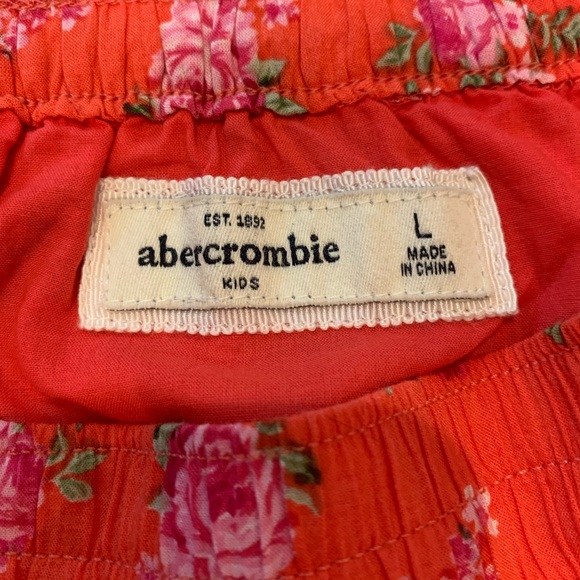 EST. 1892
abercrombie
KIDS
L
MADE
IN CHINA